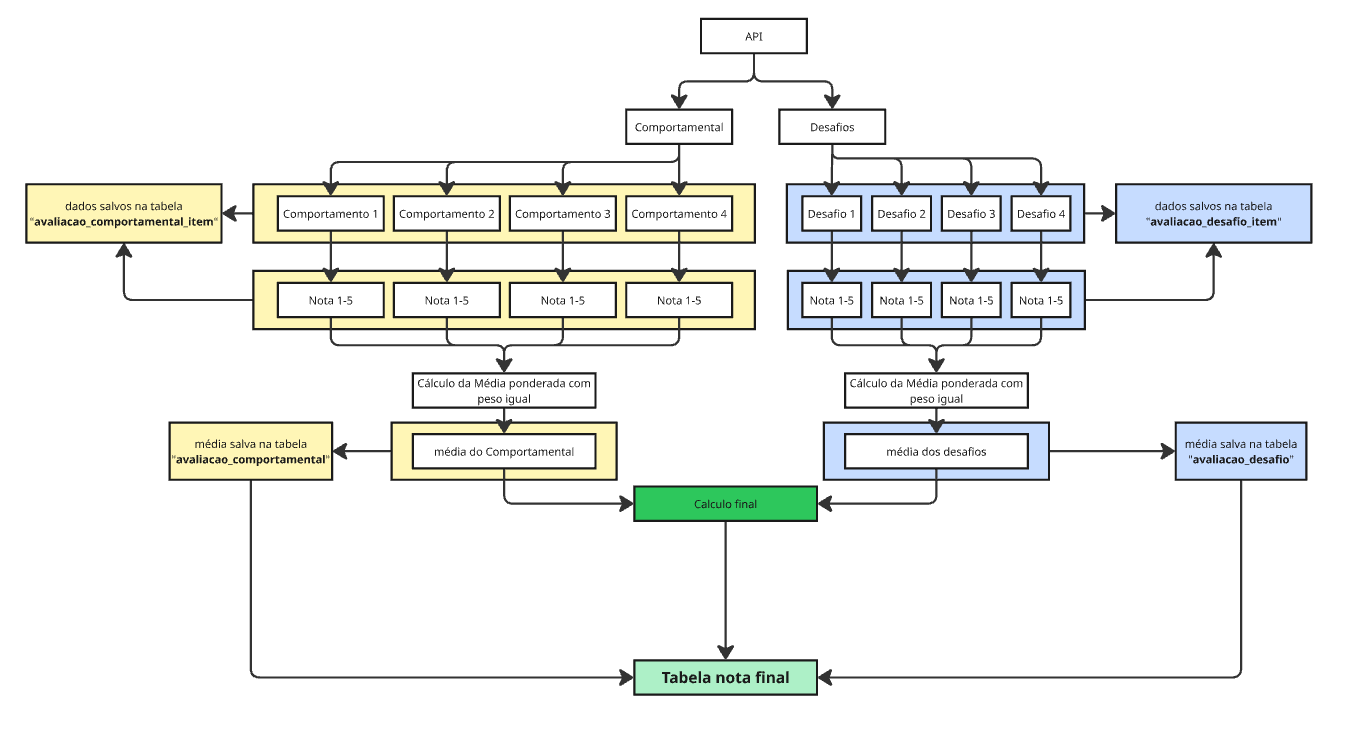 API
Comportamental
Desafios
dados salvos na tabela
"avaliacao_comportamental_item"
Comportamento 1
Comportamento 2
Comportamento 3
Comportamento 4
Desafio 1
Desafio 2
Desafio 3
Desafio 4
dados salvos na tabela
"avaliacao_desafio_item"
Nota 1-5
Nota 1-5
Nota 1-5
Nota 1-5
Nota 1-5
Nota 1-5
Nota 1-5
Nota 1-5
Cálculo da Média ponderada com
peso igual
Cálculo da Média ponderada com
peso igual
média salva na tabela
"avaliacao_comportamental"
média do Comportamental
média dos desafios
média salva na tabela
"avaliacao_desafio"
Calculo final
Tabela nota final